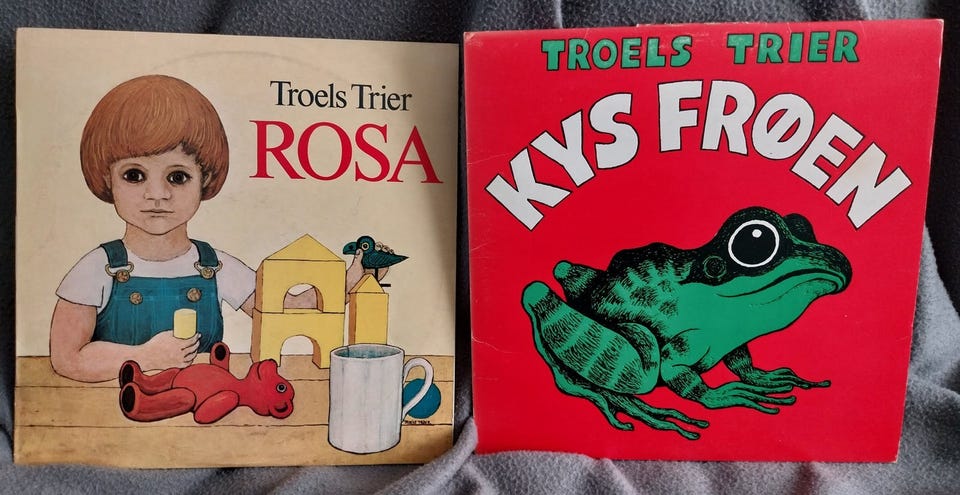 Troels Trier
ROSA
TROELS TRIER
KYS FRØEN